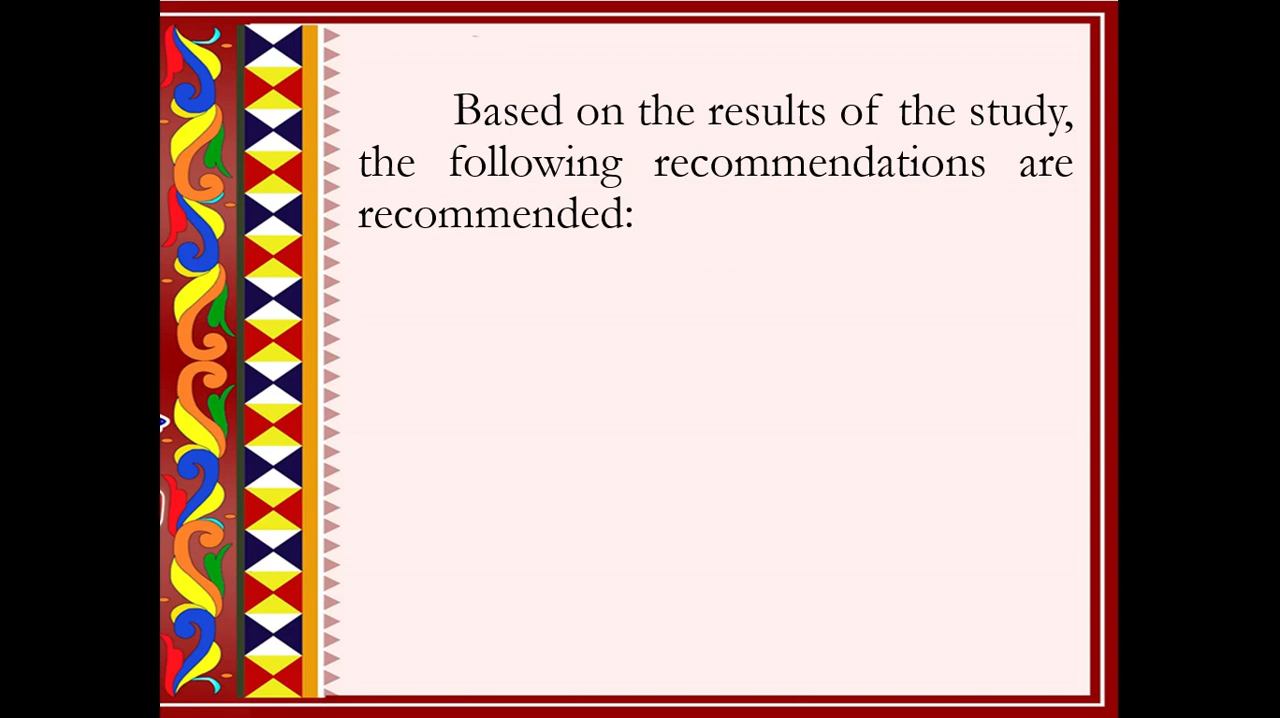 Based on the results of the study,
the following recommendations are
recommended: